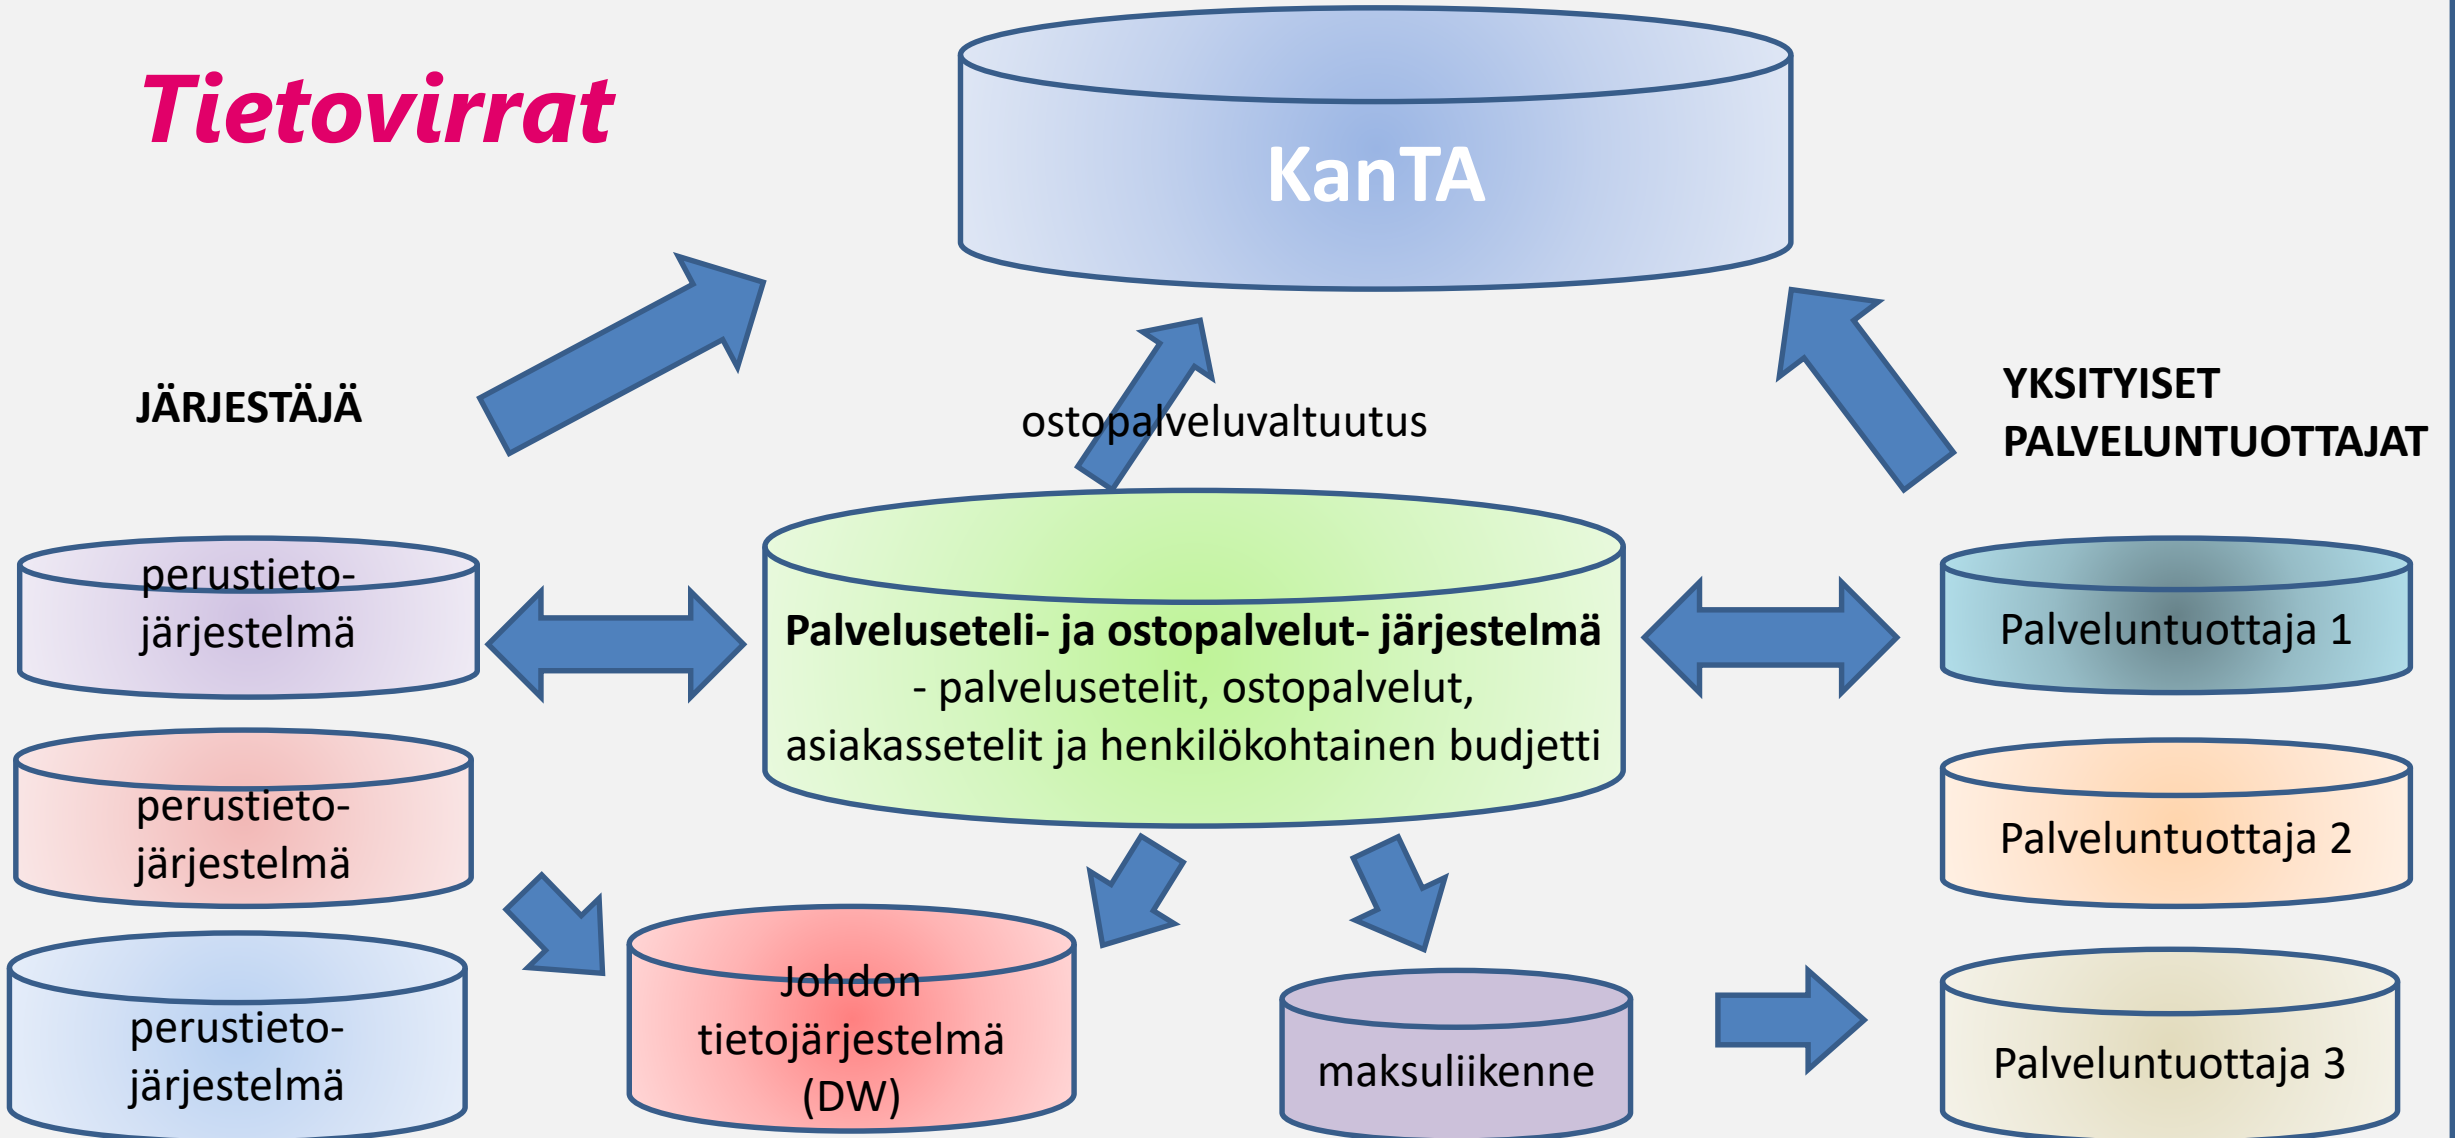 Tietovirrat
KanTA
JÄRJESTÄJÄ
ostopalveluvaltuutus
YKSITYISET
PALVELUNTUOTTAJAT
perustieto-
järjestelmä
Palveluseteli- ja ostopalvelut- järjestelmä
- palvelusetelit, ostopalvelut,
asiakassetelit ja henkilökohtainen budjetti
Palveluntuottaja 1
perustieto-
järjestelmä
Palveluntuottaja 2
perustieto-
järjestelmä
Johdon
tietojärjestelmä
(DW)
maksuliikenne
Palveluntuottaja 3